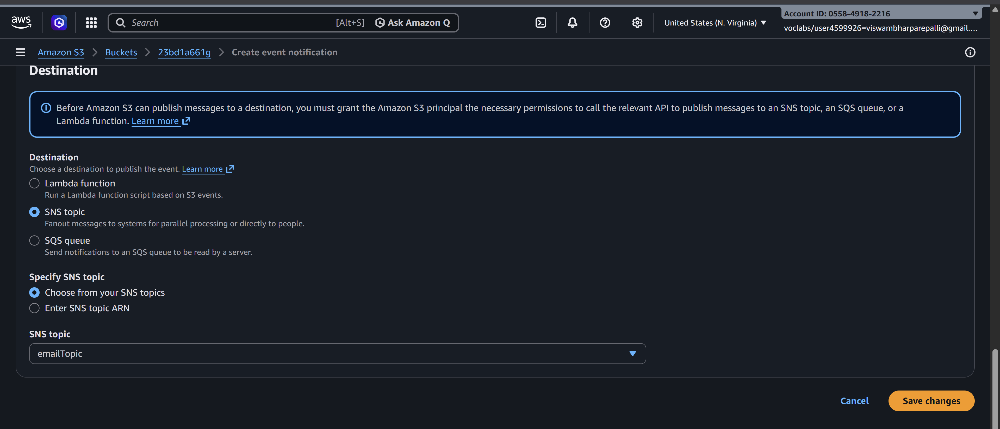 aws
Search
[Alt+S]
Ask Amazon Q
United States (N. Virginia)
Account ID: 0558-4918-2216
voclabs/user4599926=viswambharparepalli@gmail....
Amazon S3
Buckets
23bd1a661g
Create event notification
Destination
Before Amazon S3 can publish messages to a destination, you must grant the Amazon S3 principal the necessary permissions to call the relevant API to publish messages to an SNS topic, an SQS queue, or a
Lambda function. Learn more
Destination
Choose a destination to publish the event. Learn more
Lambda function
Run a Lambda function script based on S3 events.
SNS topic
Fanout messages to systems for parallel processing or directly to people.
SQS queue
Send notifications to an SQS queue to be read by a server.
Specify SNS topic
Choose from your SNS topics
Enter SNS topic ARN
SNS topic
emailTopic
Cancel
Save changes